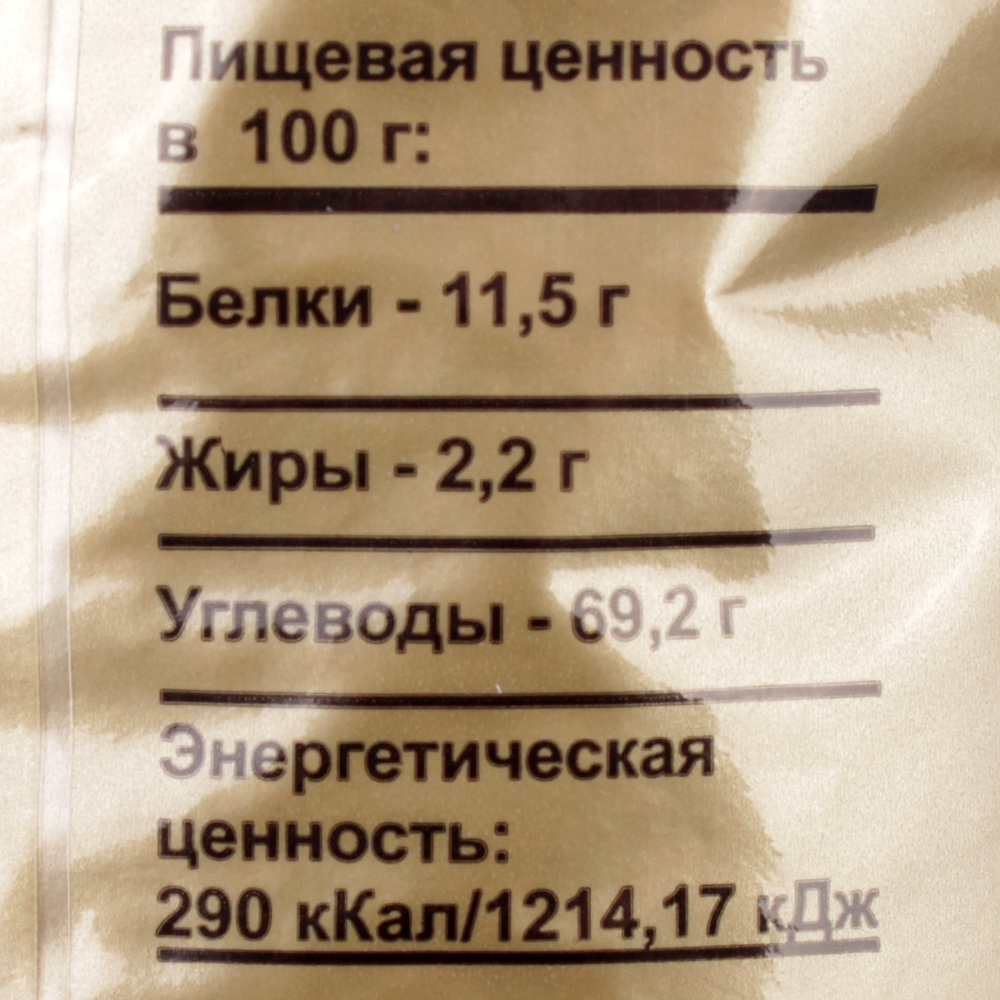 Пищевая ценность
в 100 г:
Белки - 11,5 г
Жиры - 2,2 г
Углеводы - 69,2 г
Энергетическая
ценность:
290 кКал/1214,17 кДж